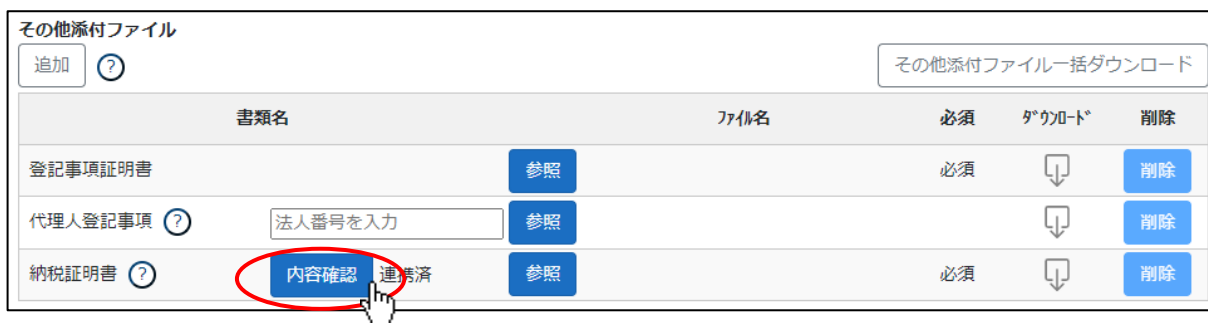 その他添付ファイル
追加 ? その他添付ファイル一括ダウンロード
書類名 ファイル名 必須 ダウンロード 削除
登記事項証明書 参照 必須 削除
代理人登記事項 ? 法人番号を入力 参照 削除
納税証明書 ? 内容確認 連携済 参照 必須 削除